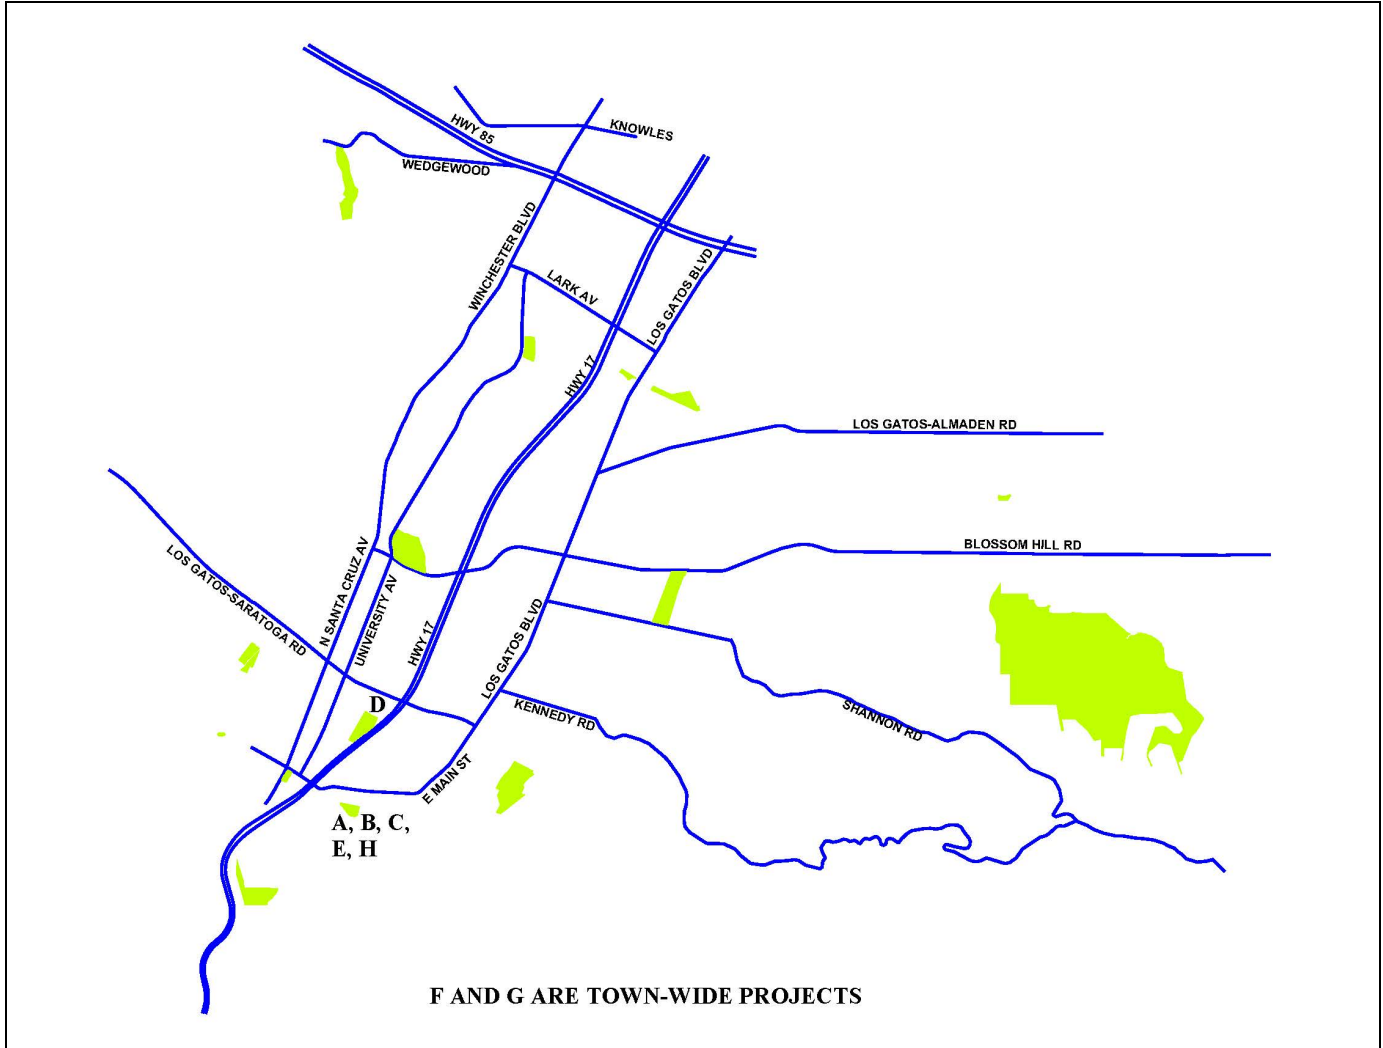 HWY 85
KNOWLES
WEDGEWOOD
WINCHESTER BLVD
LARK AV
LOS GATOS BLVD
HWY 17
LOS GATOS-ALMADEN RD
BLOSSOM HILL RD
LOS GATOS-SARATOGA RD
N SANTA CRUZ AV
UNIVERSITY AV
HWY 17
LOS GATOS BLVD
D
KENNEDY RD
SHANNON RD
E MAIN ST
A, B, C,
E, H
F AND G ARE TOWN-WIDE PROJECTS